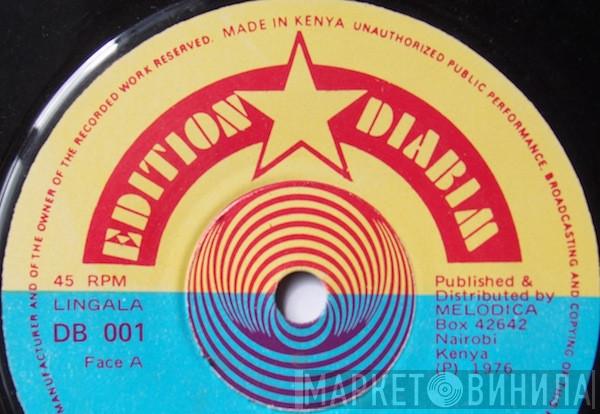 MANUFACTURER AND OF THE OWNER OF THE RECORDED WORK RESERVED. MADE IN KENYA UNAUTHORIZED PUBLIC PERFORMANCE, BROADCASTING AND COPYING OF
EDITION DIABIM
45 RPM
LINGALA
DB 001
Face A
Published &
Distributed by
MELODICA
Box 42642
Nairobi
Kenya
(P) 1976
МАРКЕТ ВИНИЛА